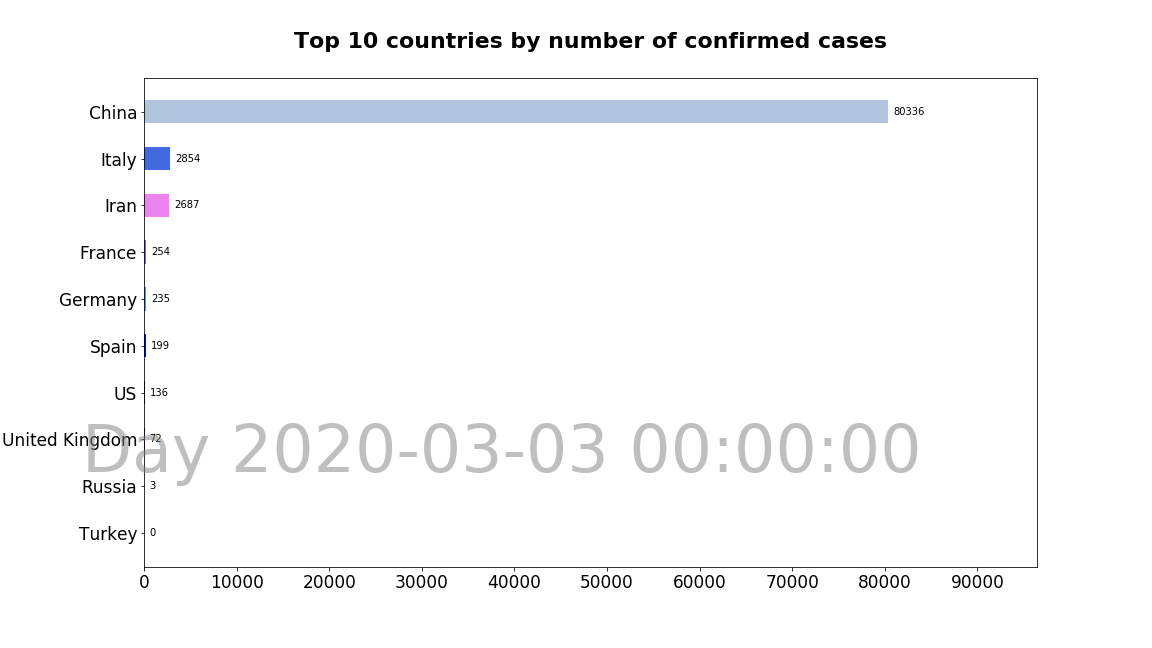 Top 10 countries by number of confirmed cases
China 80336
Italy 2854
Iran 2687
France 254
Germany 235
Spain 199
US 136
United Kingdom 72
Day 2020-03-03 00:00:00
Russia 3
Turkey 0
0 10000 20000 30000 40000 50000 60000 70000 80000 90000